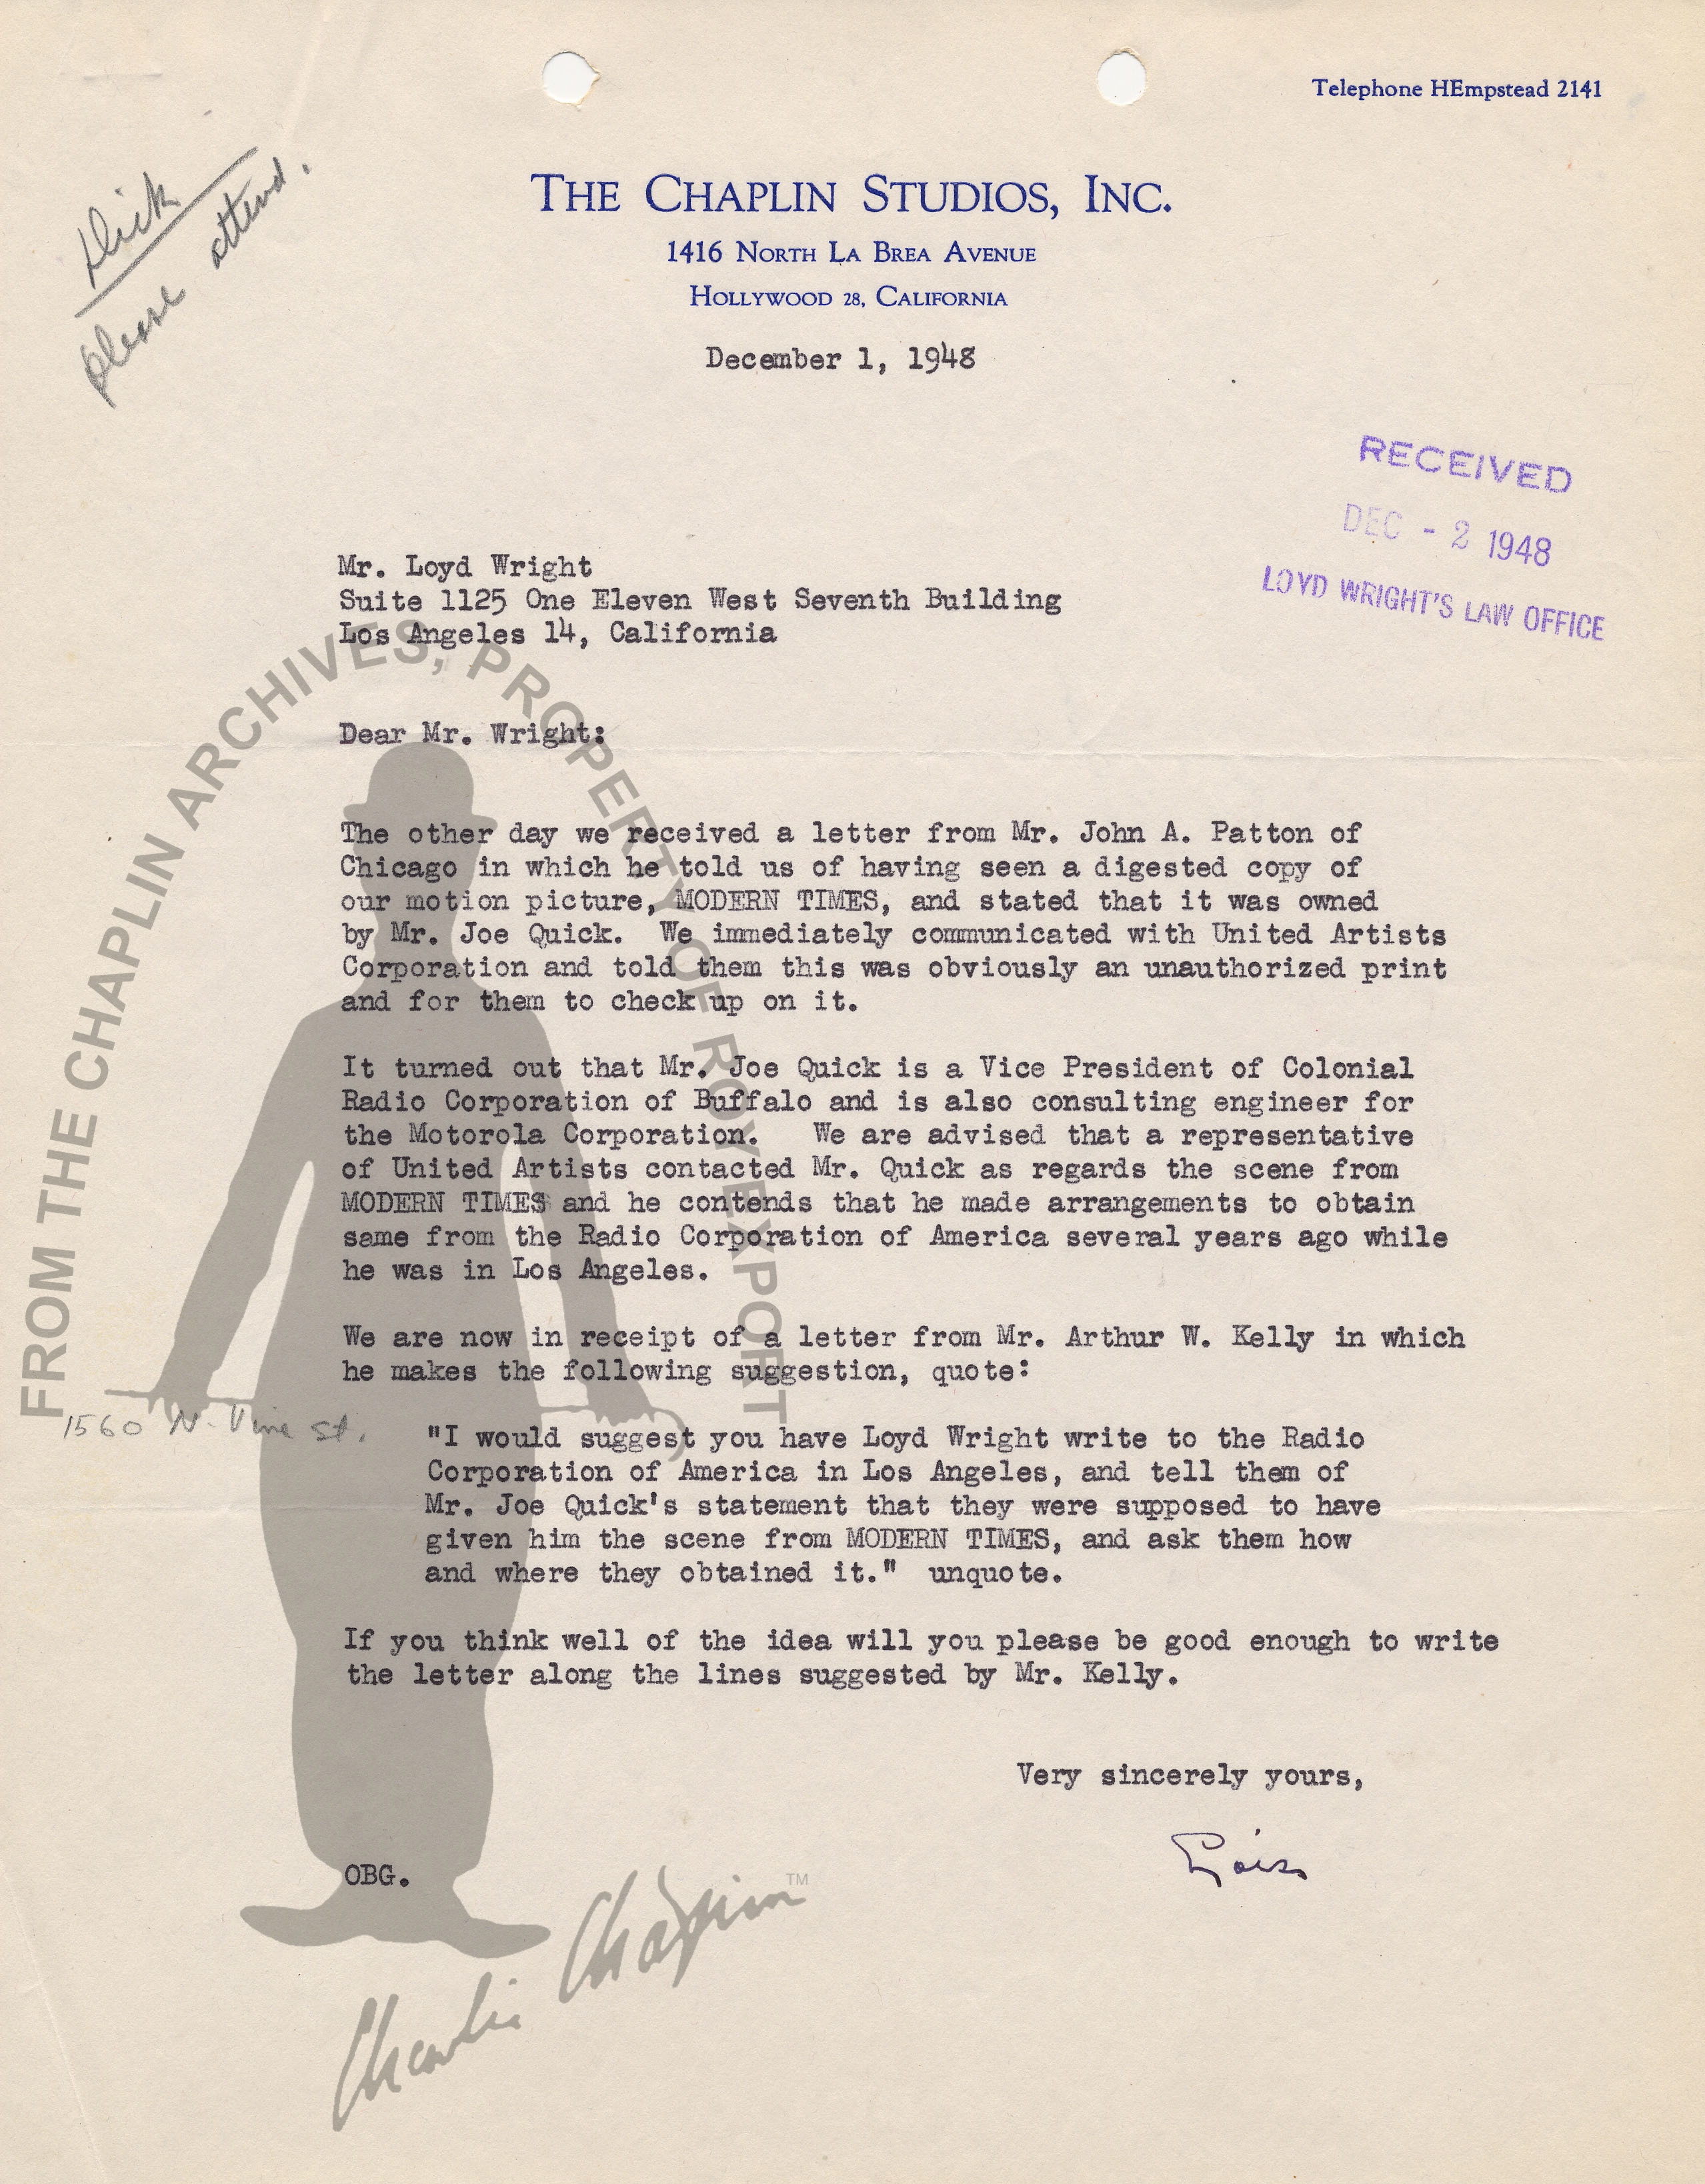 Telephone HEmpstead 2141
Dick
please attend.
THE CHAPLIN STUDIOS, INC.
1416 NORTH LA BREA AVENUE
HOLLYWOOD 28, CALIFORNIA
December 1, 1948
RECEIVED
DEC - 2 1948
LOYD WRIGHT'S LAW OFFICE
Mr. Loyd Wright
Suite 1125 One Eleven West Seventh Building
Los Angeles 14, California
FROM THE CHAPLIN ARCHIVES, PROPERTY OF ROY EXPORT
Dear Mr. Wright:
The other day we received a letter from Mr. John A. Patton of
Chicago in which he told us of having seen a digested copy of
our motion picture, MODERN TIMES, and stated that it was owned
by Mr. Joe Quick. We immediately communicated with United Artists
Corporation and told them this was obviously an unauthorized print
and for them to check up on it.
It turned out that Mr. Joe Quick is a Vice President of Colonial
Radio Corporation of Buffalo and is also consulting engineer for
the Motorola Corporation. We are advised that a representative
of United Artists contacted Mr. Quick as regards the scene from
MODERN TIMES and he contends that he made arrangements to obtain
same from the Radio Corporation of America several years ago while
he was in Los Angeles.
We are now in receipt of a letter from Mr. Arthur W. Kelly in which
he makes the following suggestion, quote:
1560 N. Vine St.
"I would suggest you have Loyd Wright write to the Radio
Corporation of America in Los Angeles, and tell them of
Mr. Joe Quick's statement that they were supposed to have
given him the scene from MODERN TIMES, and ask them how
and where they obtained it." unquote.
If you think well of the idea will you please be good enough to write
the letter along the lines suggested by Mr. Kelly.
Very sincerely yours,
OBG.
Charlie Chaplin™